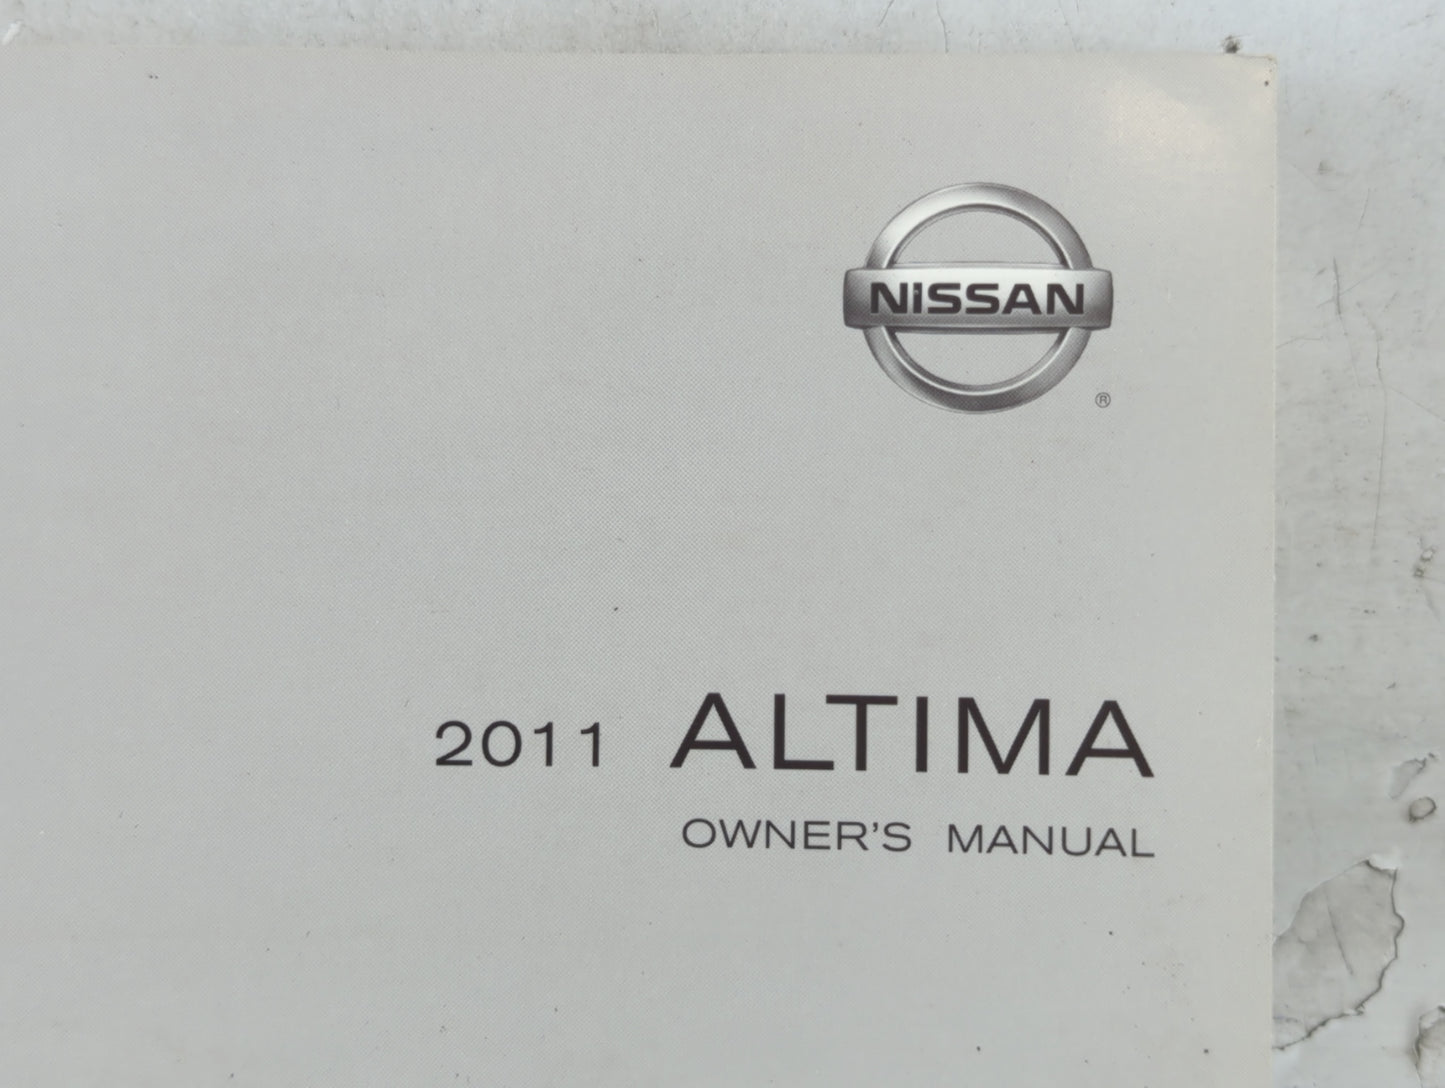 NISSAN
®
2011 ALTIMA
OWNER'S MANUAL